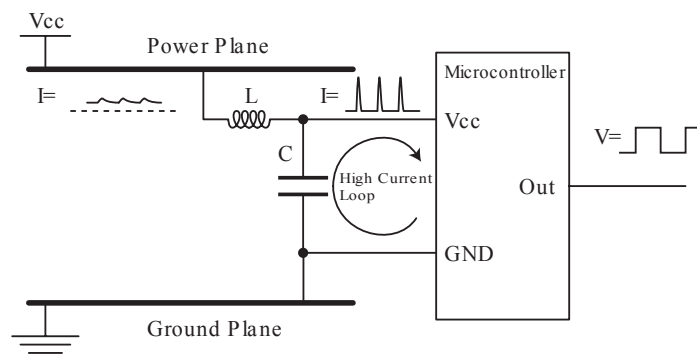 Vcc
Power Plane
Microcontroller
I=
L
I=
Vcc
V=
C
High Current
Loop
Out
GND
Ground Plane